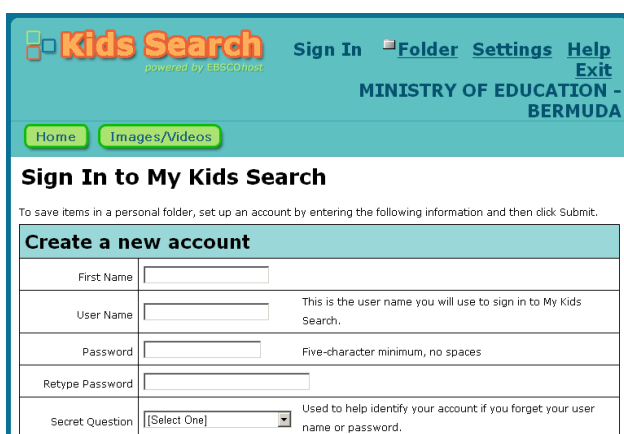 Kids Search
powered by EBSCOhost
Sign In Folder Settings Help
Exit
MINISTRY OF EDUCATION -
BERMUDA
Home Images/Videos
Sign In to My Kids Search
To save items in a personal folder, set up an account by entering the following information and then click Submit.
Create a new account
First Name
User Name This is the user name you will use to sign in to My Kids
Search.
Password Five-character minimum, no spaces
Retype Password
Secret Question [Select One] Used to help identify your account if you forget your user
name or password.